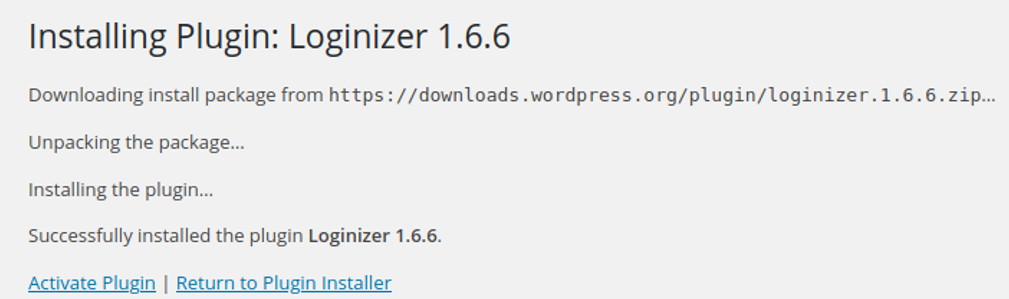 Installing Plugin: Loginizer 1.6.6
Downloading install package from https://downloads.wordpress.org/plugin/loginizer.1.6.6.zip…
Unpacking the package…
Installing the plugin…
Successfully installed the plugin Loginizer 1.6.6.
Activate Plugin | Return to Plugin Installer